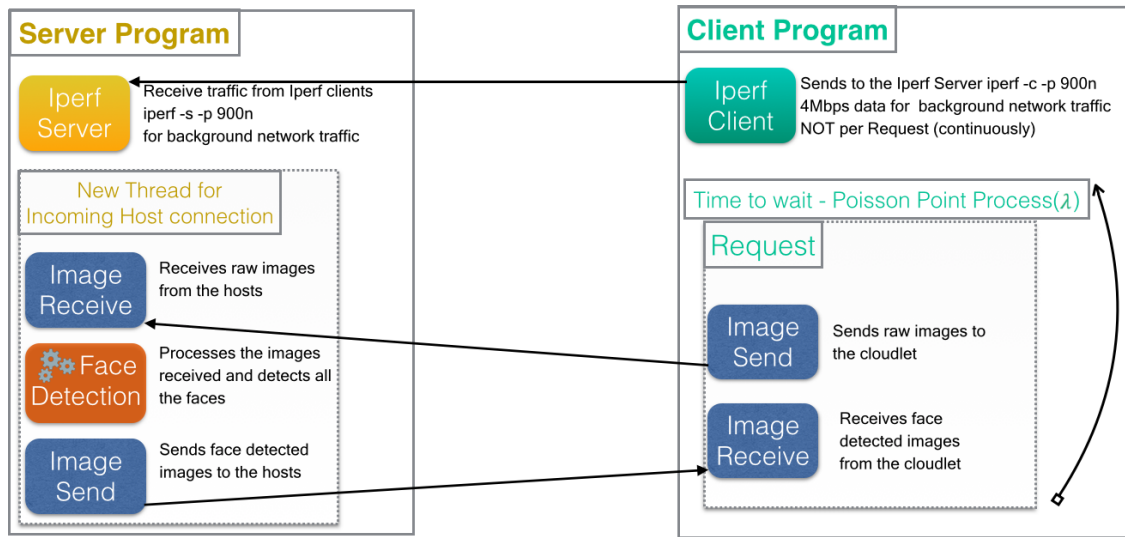 Server Program
Iperf
Server
Receive traffic from Iperf clients
iperf -s -p 900n
for background network traffic
New Thread for
Incoming Host connection
Image
Receive
Receives raw images
from the hosts
Face
Detection
Processes the images
received and detects all
the faces
Image
Send
Sends face detected
images to the hosts
Client Program
Iperf
Client
Sends to the Iperf Server iperf -c -p 900n
4Mbps data for background network traffic
NOT per Request (continuously)
Time to wait - Poisson Point Process(λ)
Request
Image
Send
Sends raw images to
the cloudlet
Image
Receive
Receives face
detected images
from the cloudlet